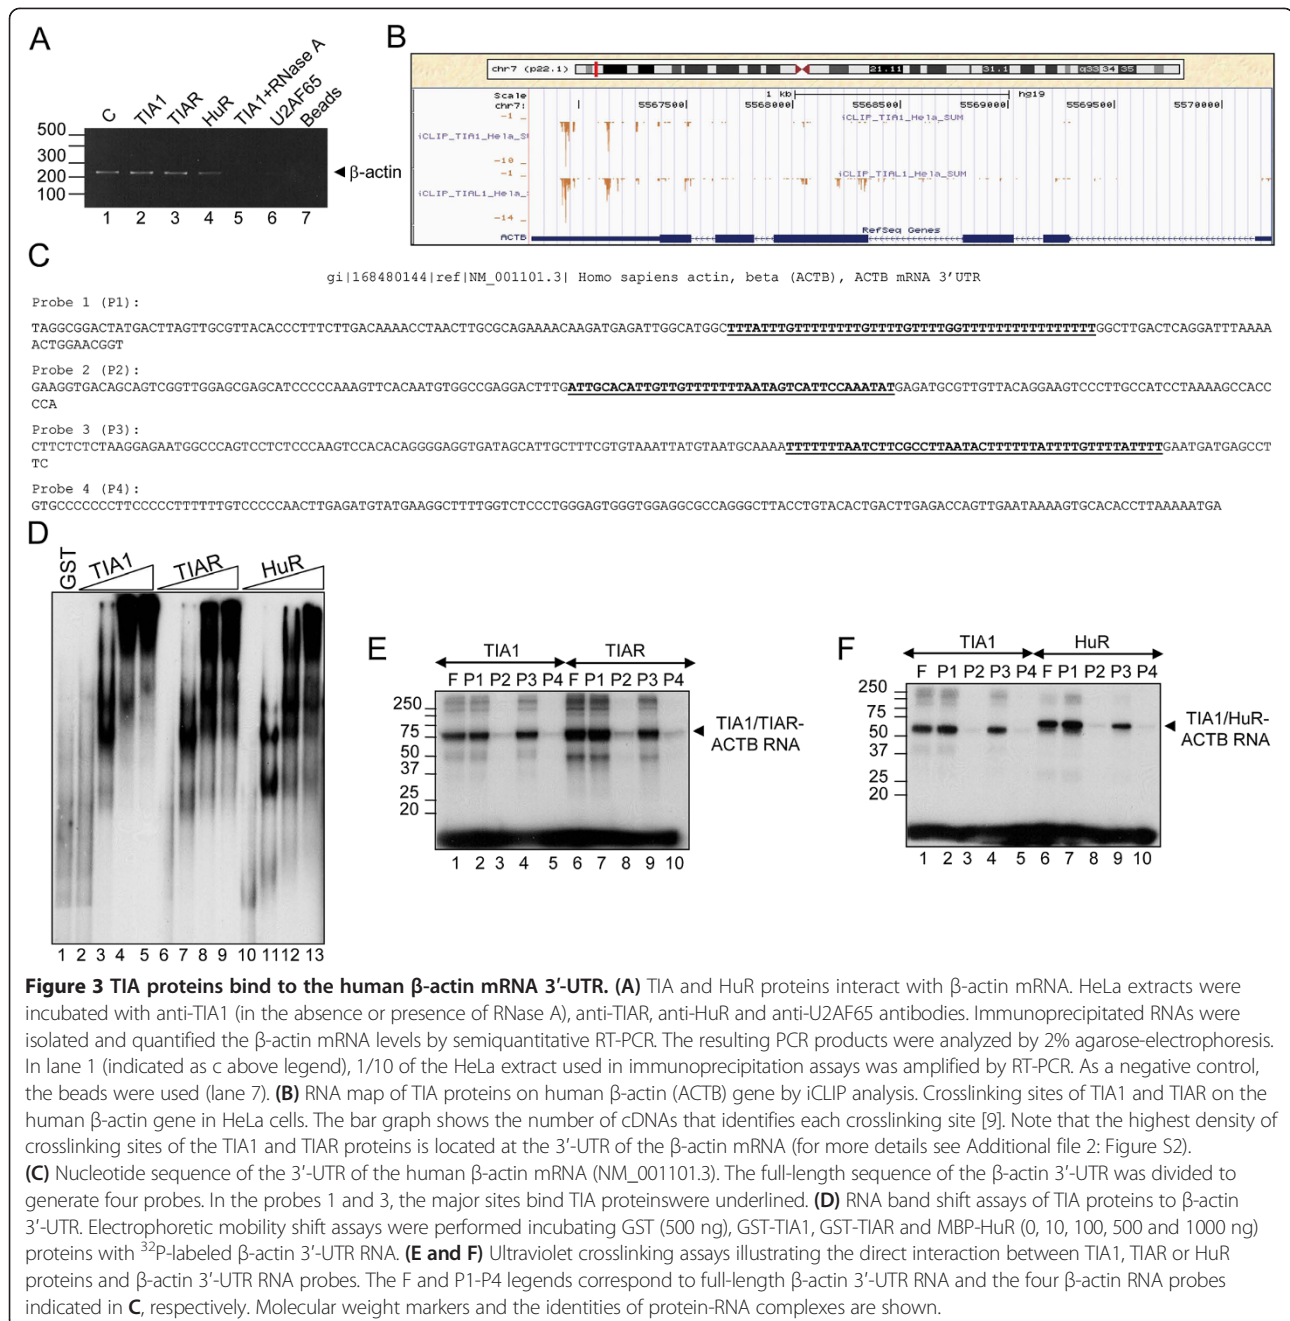 A
C TIA1 TIAR HuR TIA1+RNase A U2AF65 Beads
500
300
200
100
β-actin
1 2 3 4 5 6 7
B
chr7 (p22.1)
21.11 31.1 q33 34 35
Scale
1 kb
hg19
chr7:
5567500 5568000 5568500 5569000 5569500 5570000
-1 _
iCLIP_TIA1_Hela_SUM
iCLIP_TIA1_Hela_SU
-10 _
-1 _
iCLIP_TIAL1_Hela_SUM
iCLIP_TIAL1_Hela_
-14 _
RefSeq Genes
ACTB
C
gi|168480144|ref|NM_001101.3| Homo sapiens actin, beta (ACTB), ACTB mRNA 3'UTR
Probe 1 (P1):
TAGGCGGACTATGACTTAGTTGCGTTACACCCTTTCTTGACAAAACCTAACTTGCGCAGAAAACAAGATGAGATTGGCATGGCTTTATTTGTTTTTTTTGTTTTGTTTTGGTTTTTTTTTTTTTTTTTTGGCTTGACTCAGGATTTAAAA
ACTGGAACGGT
Probe 2 (P2):
GAAGGTGACAGCAGTCGGTTGGAGCGAGCATCCCCCAAAGTTCACAATGTGGCCGAGGACTTTGATTGCACATTGTTGTTTTTTTAATAGTCATTCCAAATATGAGATGCGTTGTTACAGGAAGTCCCTTGCCATCCTAAAAGCCACC
CCA
Probe 3 (P3):
CTTCTCTCTAAGGAGAATGGCCCAGTCCTCTCCCAAGTCCACACAGGGGAGGTGATAGCATTGCTTTCGTGTAAATTATGTAATGCAAAATTTTTTTAATCTTCGCCTTAATACTTTTTTATTTTGTTTTATTTTGAATGATGAGCCT
TC
Probe 4 (P4):
GTGCCCCCCCTTCCCCCTTTTTTGTCCCCCAACTTGAGATGTATGAAGGCTTTTGGTCTCCCTGGGAGTGGGTGGAGGCGCCAGGGCTTACCTGTACACTGACTTGAGACCAGTTGAATAAAAGTGCACACCTTAAAAATGA
D
GST TIA1 TIAR HuR
1 2 3 4 5 6 7 8 9 10 11 12 13
E
TIA1 TIAR
F P1 P2 P3 P4 F P1 P2 P3 P4
250
75
50
37
25
20
TIA1/TIAR-
ACTB RNA
1 2 3 4 5 6 7 8 9 10
F
TIA1 HuR
F P1 P2 P3 P4 F P1 P2 P3 P4
250
75
50
37
25
20
TIA1/HuR-
ACTB RNA
1 2 3 4 5 6 7 8 9 10
Figure 3 TIA proteins bind to the human β-actin mRNA 3′-UTR. (A) TIA and HuR proteins interact with β-actin mRNA. HeLa extracts were
incubated with anti-TIA1 (in the absence or presence of RNase A), anti-TIAR, anti-HuR and anti-U2AF65 antibodies. Immunoprecipitated RNAs were
isolated and quantified the β-actin mRNA levels by semiquantitative RT-PCR. The resulting PCR products were analyzed by 2% agarose-electrophoresis.
In lane 1 (indicated as c above legend), 1/10 of the HeLa extract used in immunoprecipitation assays was amplified by RT-PCR. As a negative control,
the beads were used (lane 7). (B) RNA map of TIA proteins on human β-actin (ACTB) gene by iCLIP analysis. Crosslinking sites of TIA1 and TIAR on the
human β-actin gene in HeLa cells. The bar graph shows the number of cDNAs that identifies each crosslinking site [9]. Note that the highest density of
crosslinking sites of the TIA1 and TIAR proteins is located at the 3′-UTR of the β-actin mRNA (for more details see Additional file 2: Figure S2).
(C) Nucleotide sequence of the 3′-UTR of the human β-actin mRNA (NM_001101.3). The full-length sequence of the β-actin 3′-UTR was divided to
generate four probes. In the probes 1 and 3, the major sites bind TIA proteinswere underlined. (D) RNA band shift assays of TIA proteins to β-actin
3′-UTR. Electrophoretic mobility shift assays were performed incubating GST (500 ng), GST-TIA1, GST-TIAR and MBP-HuR (0, 10, 100, 500 and 1000 ng)
proteins with 32P-labeled β-actin 3′-UTR RNA. (E and F) Ultraviolet crosslinking assays illustrating the direct interaction between TIA1, TIAR or HuR
proteins and β-actin 3′-UTR RNA probes. The F and P1-P4 legends correspond to full-length β-actin 3′-UTR RNA and the four β-actin RNA probes
indicated in C, respectively. Molecular weight markers and the identities of protein-RNA complexes are shown.